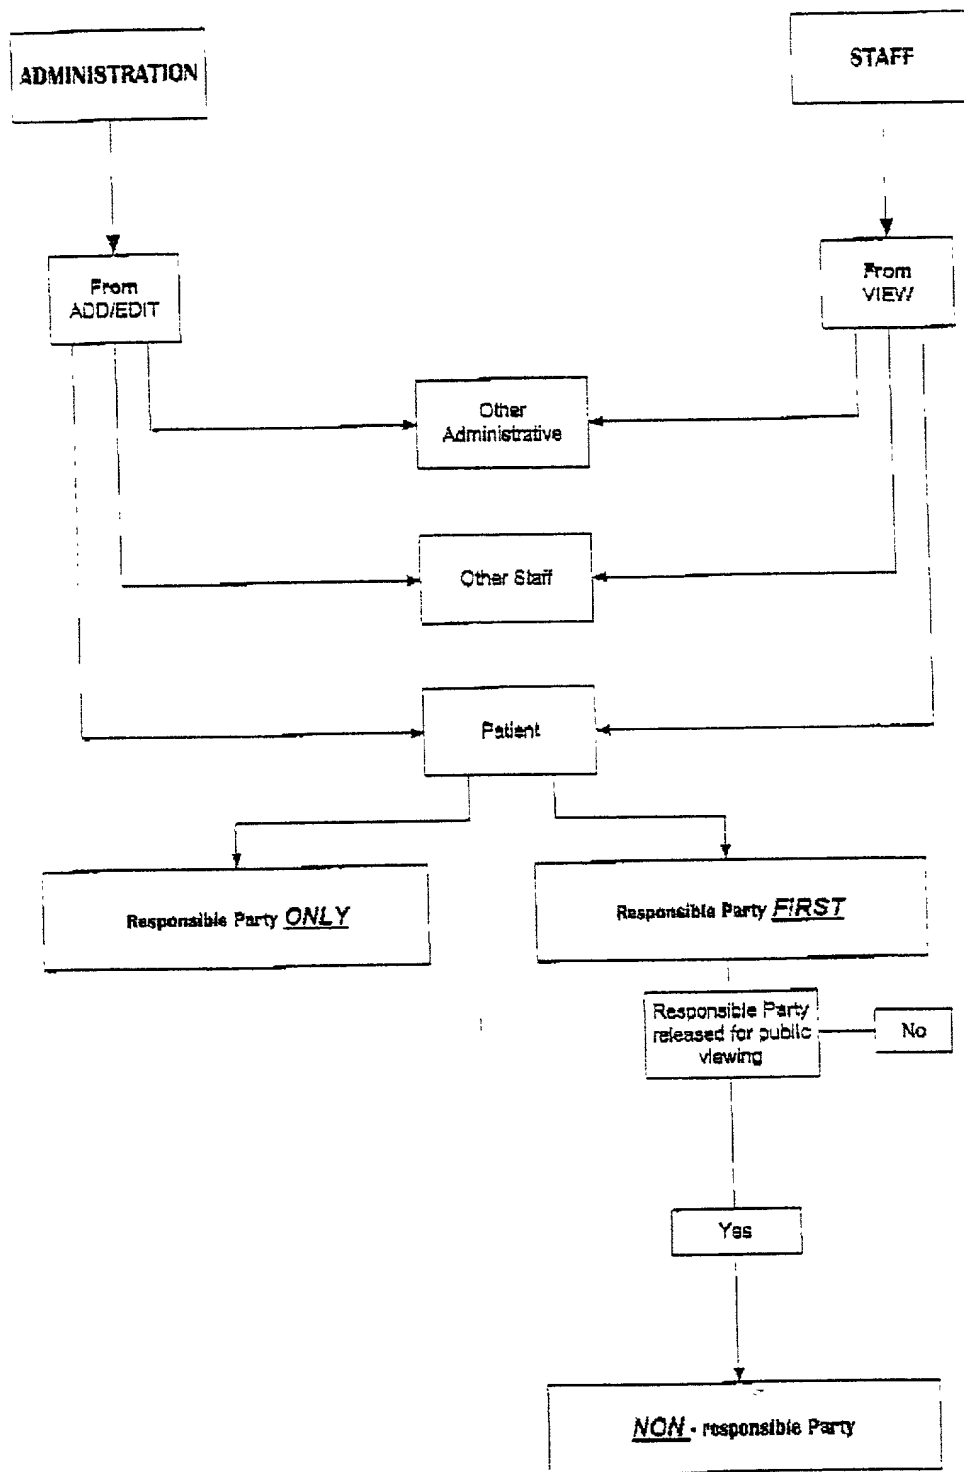 ADMINISTRATION
STAFF
From
ADD/EDIT
From
VIEW
Other
Administrative
Other Staff
Patient
Responsible Party ONLY
Responsible Party FIRST
Responsible Party
released for public
viewing
No
Yes
NON - responsible Party